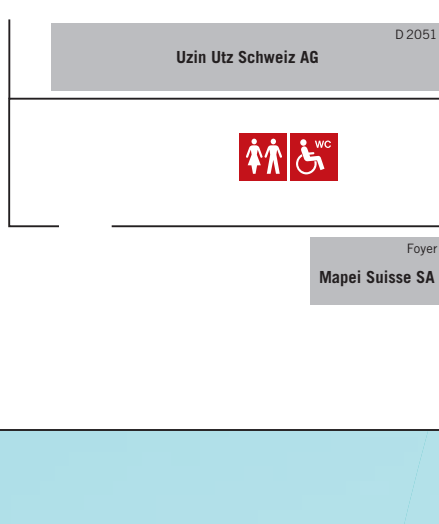 D 2051
Uzin Utz Schweiz AG
WC
Foyer
Mapei Suisse SA